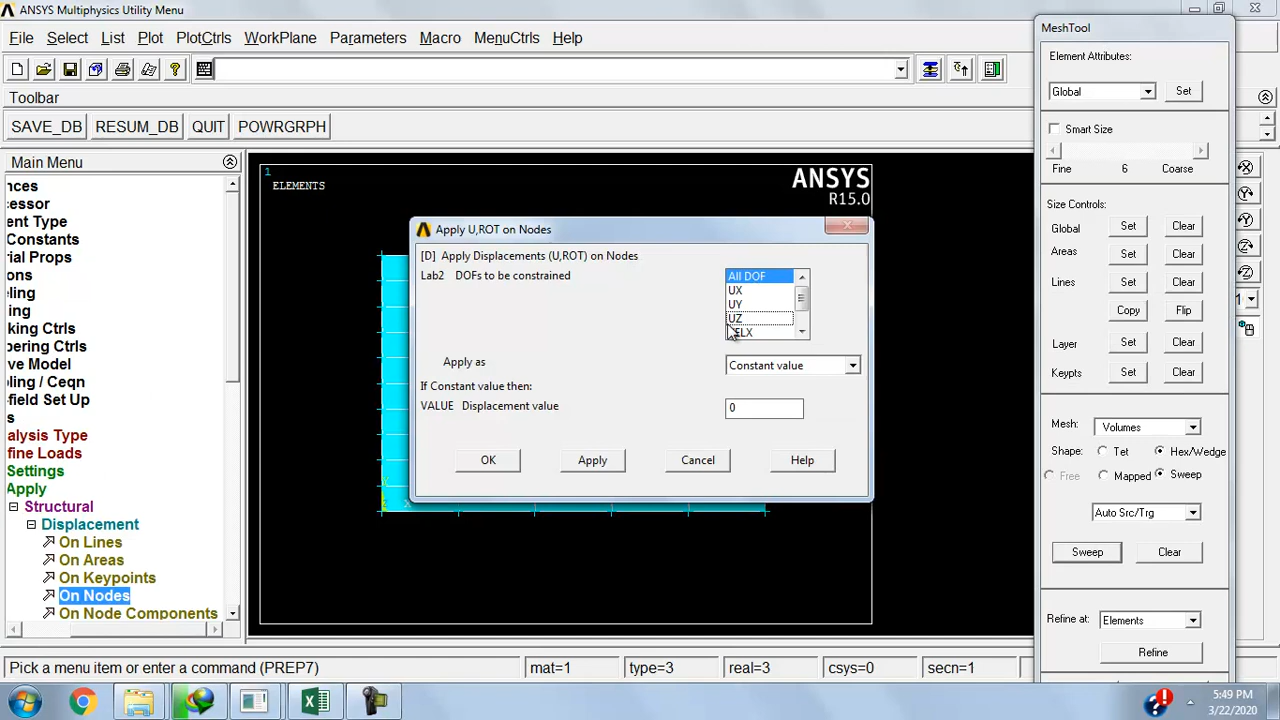 ANSYS Multiphysics Utility Menu
File Select List Plot PlotCtrls WorkPlane Parameters Macro MenuCtrls Help
Toolbar
SAVE_DB RESUM_DB QUIT POWRGRPH
Main Menu
nces
essor
ent Type
Constants
rial Props
ons
ing
king Ctrls
ering Ctrls
ve Model
ling / Ceqn
field Set Up
s
alysis Type
fine Loads
Settings
Apply
Structural
Displacement
On Lines
On Areas
On Keypoints
On Nodes
On Node Components
1
ELEMENTS
ANSYS
R15.0
Apply U,ROT on Nodes
[D] Apply Displacements (U,ROT) on Nodes
Lab2 DOFs to be constrained
All DOF
UX
UY
UZ
ELX
Apply as
Constant value
If Constant value then:
VALUE Displacement value
0
OK Apply Cancel Help
MeshTool
Element Attributes:
Global Set
Smart Size
Fine 6 Coarse
Size Controls:
Global Set Clear
Areas Set Clear
Lines Set Clear
Copy Flip
Layer Set Clear
Keypts Set Clear
Mesh: Volumes
Shape: Tet Hex/Wedge
Free Mapped Sweep
Auto Src/Trg
Sweep Clear
Refine at: Elements
Refine
1
Pick a menu item or enter a command (PREP7) mat=1 type=3 real=3 csys=0 secn=1
5:49 PM
3/22/2020